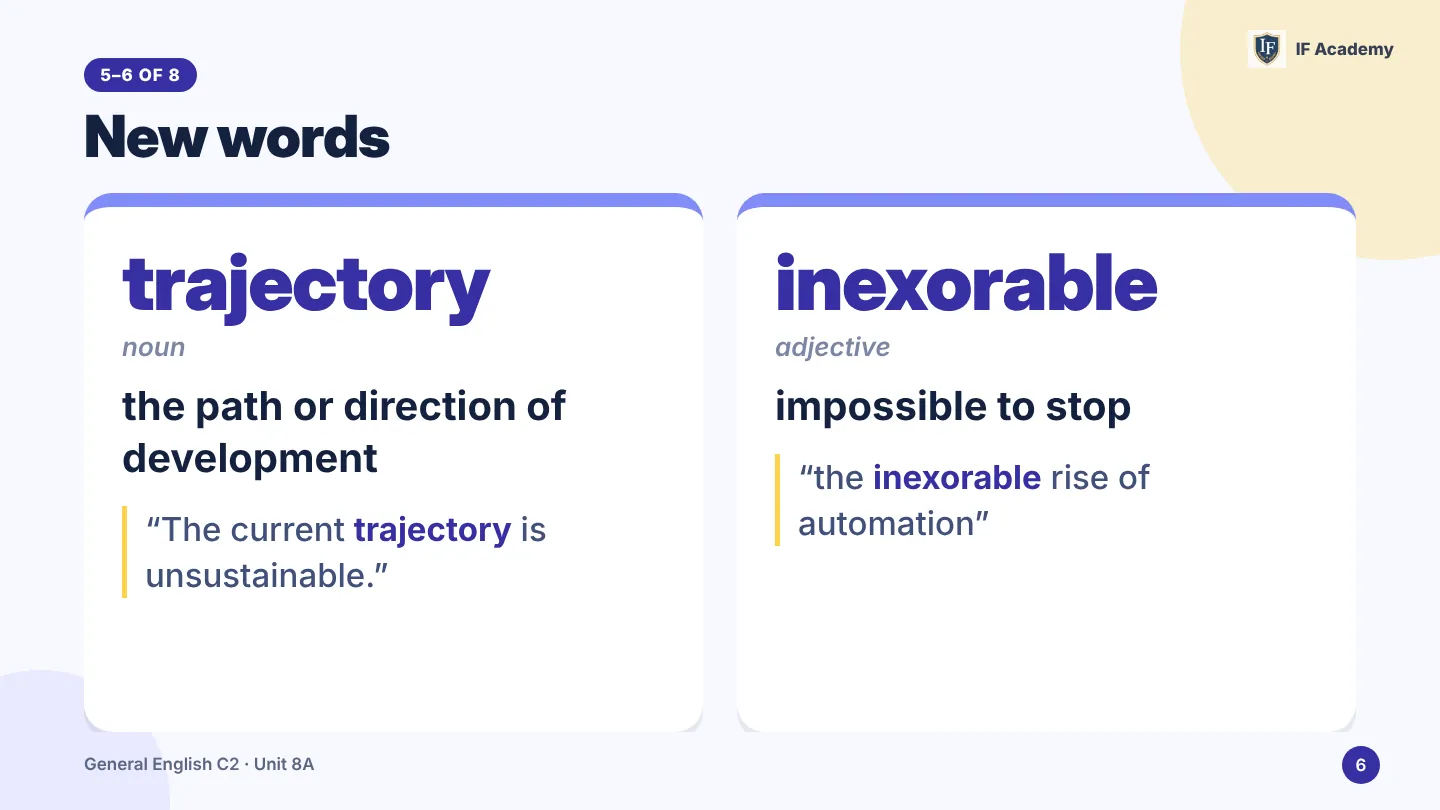 IF
IF Academy
5–6 OF 8
New words
trajectory
noun
the path or direction of
development
“The current trajectory is
unsustainable.”
inexorable
adjective
impossible to stop
“the inexorable rise of
automation”
General English C2 · Unit 8A
6